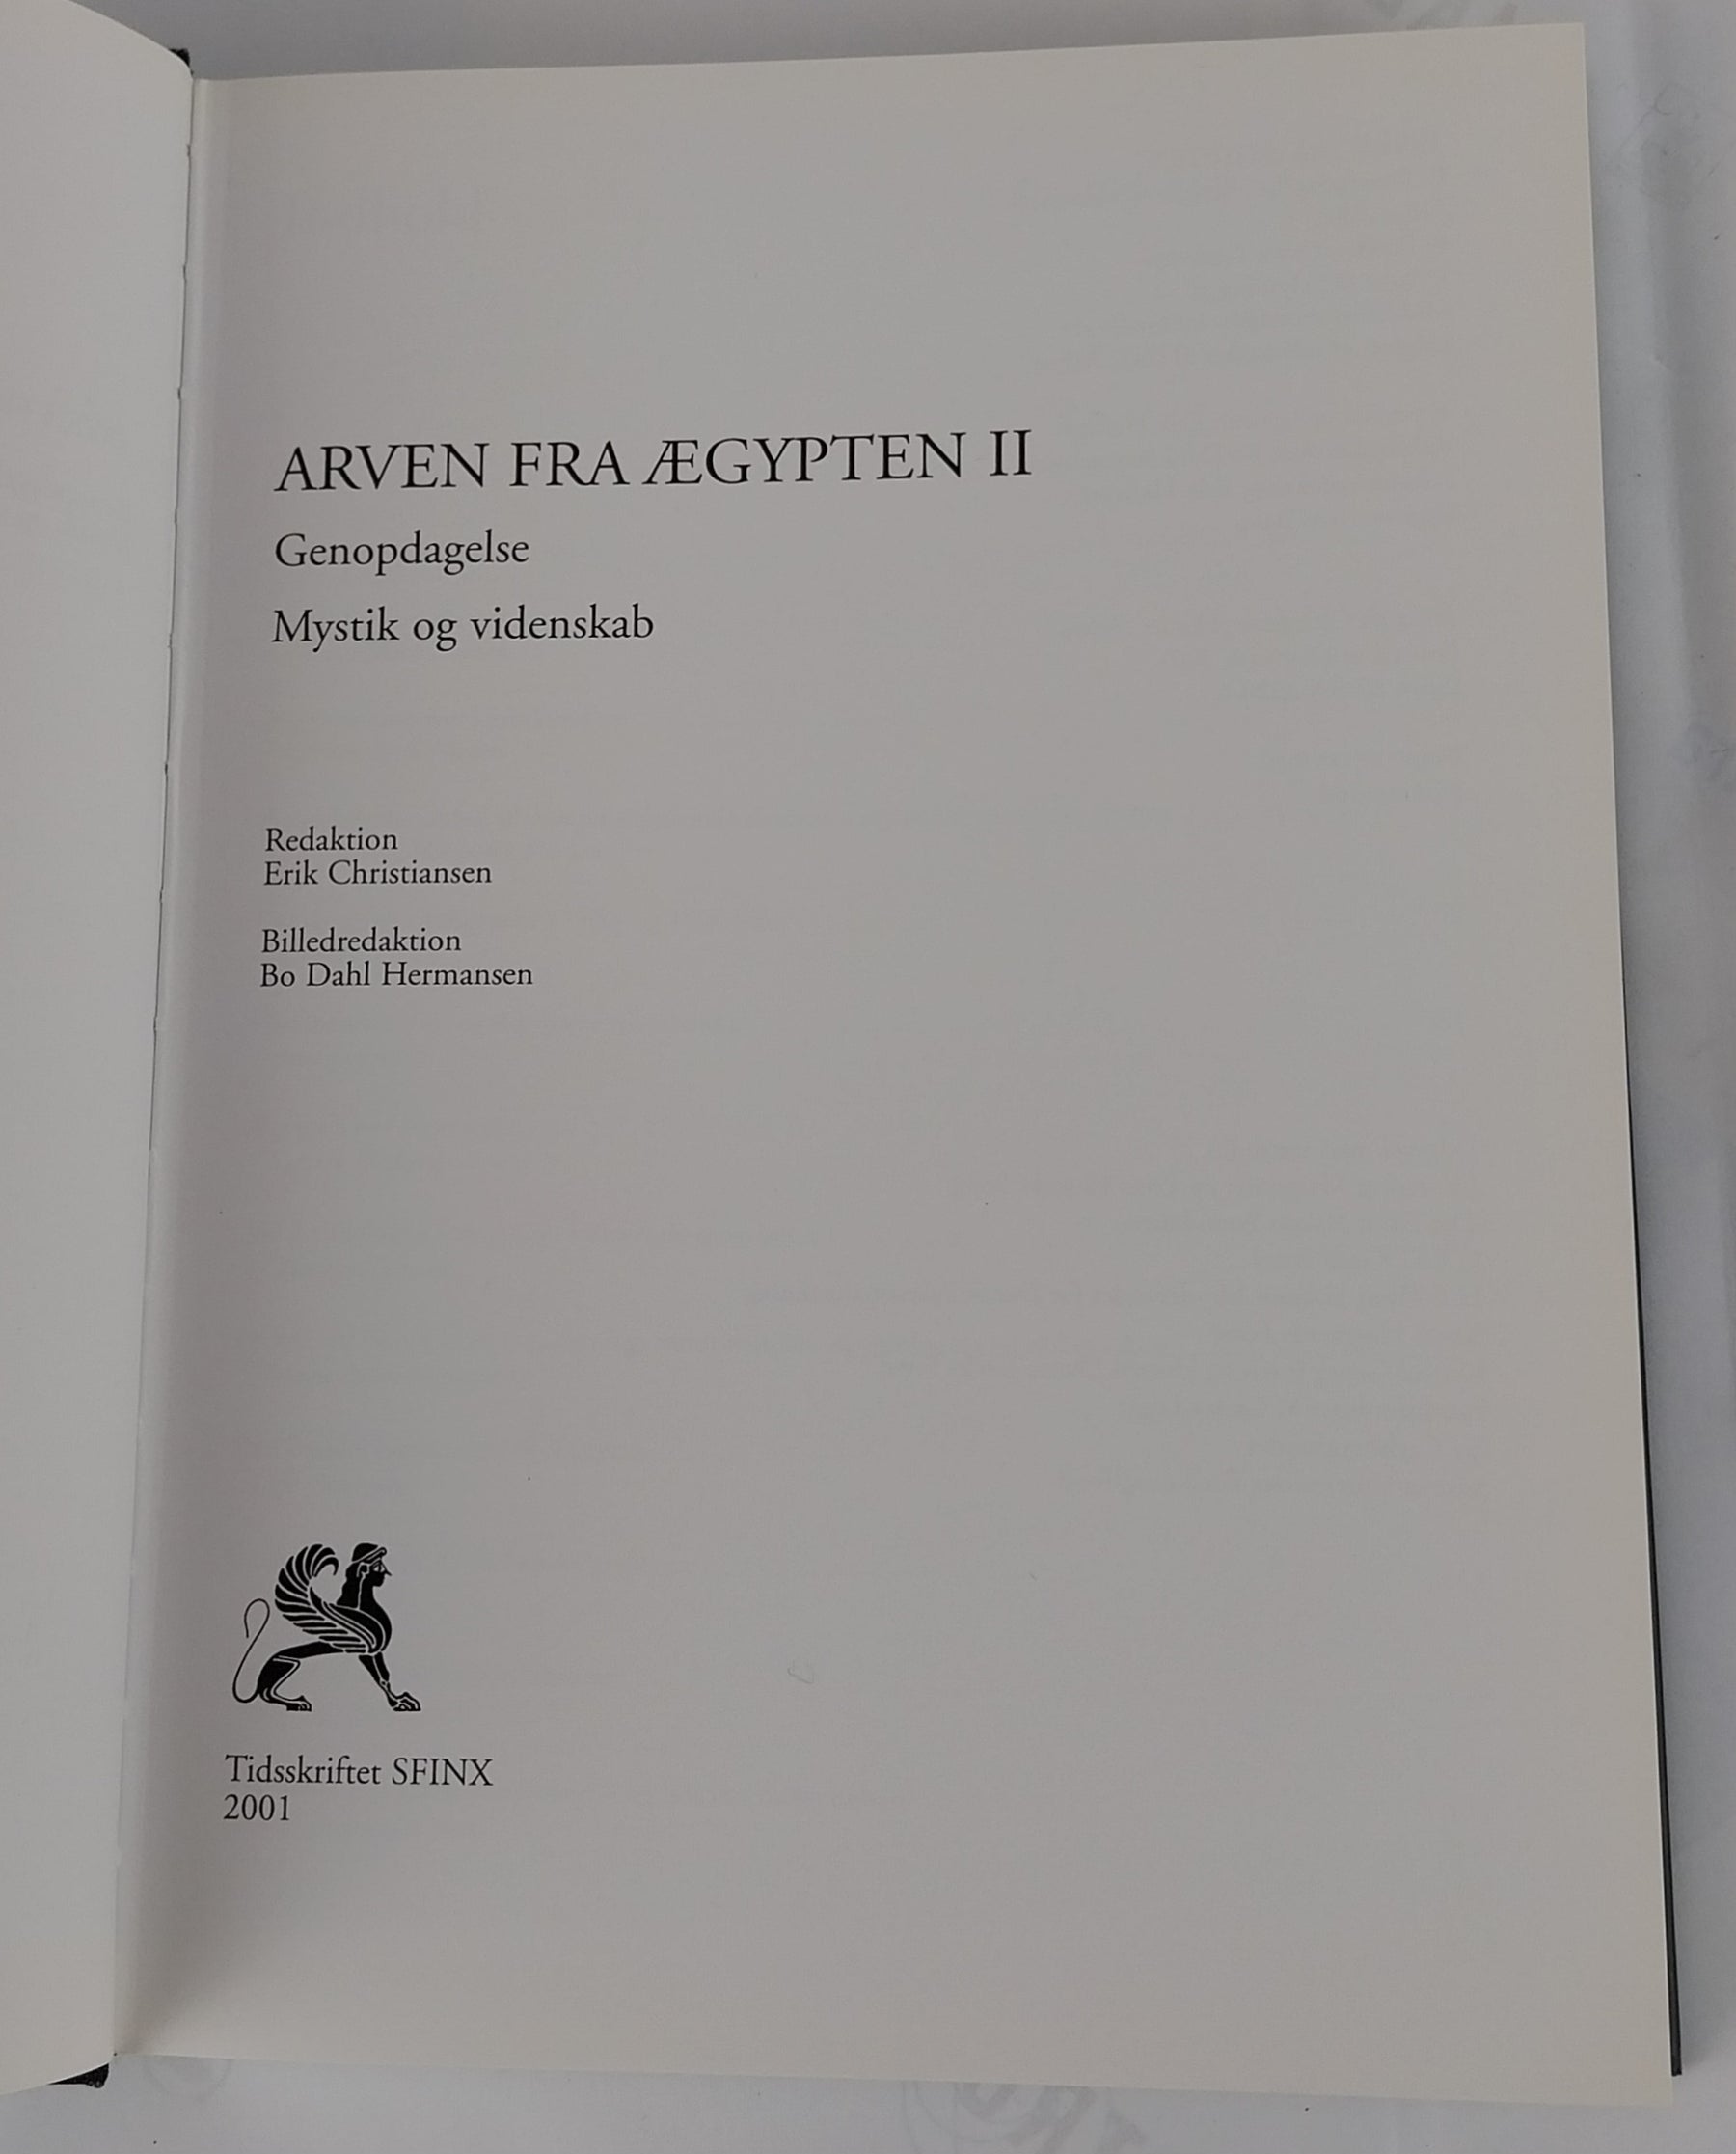 ARVEN FRA ÆGYPTEN II
Genopdagelse
Mystik og videnskab
Redaktion
Erik Christiansen
Billedredaktion
Bo Dahl Hermansen
Tidsskriftet SFINX
2001